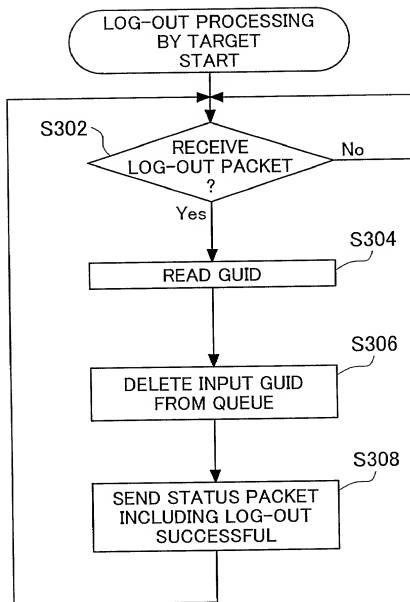 LOG-OUT PROCESSING
BY TARGET
START
S302
RECEIVE
LOG-OUT PACKET
?
No
Yes
S304
READ GUID
S306
DELETE INPUT GUID
FROM QUEUE
S308
SEND STATUS PACKET
INCLUDING LOG-OUT
SUCCESSFUL